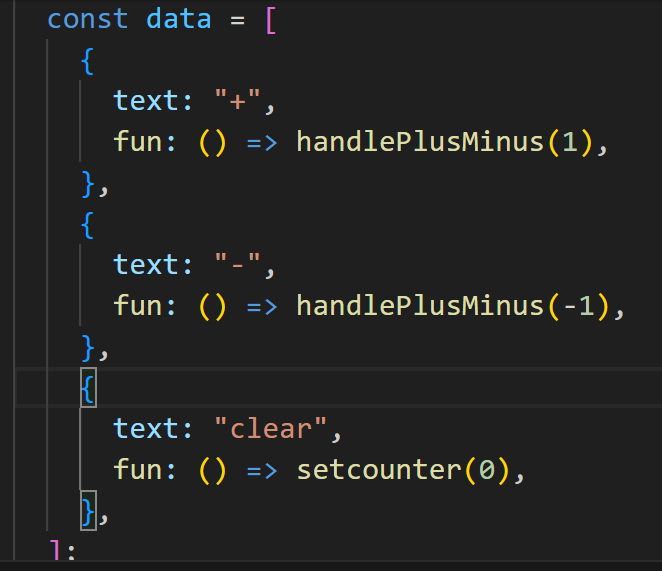 const data = [
{
text: "+",
fun: () => handlePlusMinus(1),
},
{
text: "-",
fun: () => handlePlusMinus(-1),
},
{
text: "clear",
fun: () => setcounter(0),
},
];